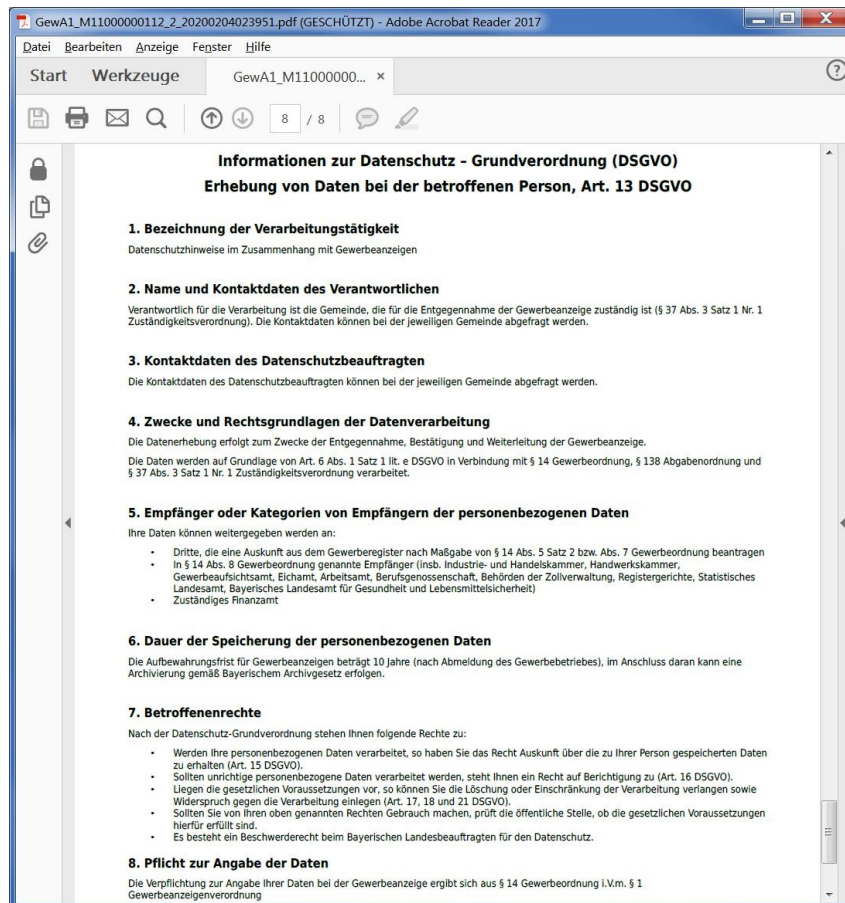 GewA1_M11000000112_2_20200204023951.pdf (GESCHÜTZT) - Adobe Acrobat Reader 2017
Datei Bearbeiten Anzeige Fenster Hilfe
Start Werkzeuge GewA1_M11000000... ×
8 / 8
Informationen zur Datenschutz - Grundverordnung (DSGVO)
Erhebung von Daten bei der betroffenen Person, Art. 13 DSGVO
1. Bezeichnung der Verarbeitungstätigkeit
Datenschutzhinweise im Zusammenhang mit Gewerbeanzeigen
2. Name und Kontaktdaten des Verantwortlichen
Verantwortlich für die Verarbeitung ist die Gemeinde, die für die Entgegennahme der Gewerbeanzeige zuständig ist (§ 37 Abs. 3 Satz 1 Nr. 1
Zuständigkeitsverordnung). Die Kontaktdaten können bei der jeweiligen Gemeinde abgefragt werden.
3. Kontaktdaten des Datenschutzbeauftragten
Die Kontaktdaten des Datenschutzbeauftragten können bei der jeweiligen Gemeinde abgefragt werden.
4. Zwecke und Rechtsgrundlagen der Datenverarbeitung
Die Datenerhebung erfolgt zum Zwecke der Entgegennahme, Bestätigung und Weiterleitung der Gewerbeanzeige.
Die Daten werden auf Grundlage von Art. 6 Abs. 1 Satz 1 lit. e DSGVO in Verbindung mit § 14 Gewerbeordnung, § 138 Abgabenordnung und
§ 37 Abs. 3 Satz 1 Nr. 1 Zuständigkeitsverordnung verarbeitet.
5. Empfänger oder Kategorien von Empfängern der personenbezogenen Daten
Ihre Daten können weitergegeben werden an:
• Dritte, die eine Auskunft aus dem Gewerberegister nach Maßgabe von § 14 Abs. 5 Satz 2 bzw. Abs. 7 Gewerbeordnung beantragen
• In § 14 Abs. 8 Gewerbeordnung genannte Empfänger (insb. Industrie- und Handelskammer, Handwerkskammer,
Gewerbeaufsichtsamt, Eichamt, Arbeitsamt, Berufsgenossenschaft, Behörden der Zollverwaltung, Registergerichte, Statistisches
Landesamt, Bayerisches Landesamt für Gesundheit und Lebensmittelsicherheit)
• Zuständiges Finanzamt
6. Dauer der Speicherung der personenbezogenen Daten
Die Aufbewahrungsfrist für Gewerbeanzeigen beträgt 10 Jahre (nach Abmeldung des Gewerbebetriebes), im Anschluss daran kann eine
Archivierung gemäß Bayerischem Archivgesetz erfolgen.
7. Betroffenenrechte
Nach der Datenschutz-Grundverordnung stehen Ihnen folgende Rechte zu:
• Werden Ihre personenbezogenen Daten verarbeitet, so haben Sie das Recht Auskunft über die zu Ihrer Person gespeicherten Daten
zu erhalten (Art. 15 DSGVO).
• Sollten unrichtige personenbezogene Daten verarbeitet werden, steht Ihnen ein Recht auf Berichtigung zu (Art. 16 DSGVO).
• Liegen die gesetzlichen Voraussetzungen vor, so können Sie die Löschung oder Einschränkung der Verarbeitung verlangen sowie
Widerspruch gegen die Verarbeitung einlegen (Art. 17, 18 und 21 DSGVO).
• Sollten Sie von Ihren oben genannten Rechten Gebrauch machen, prüft die öffentliche Stelle, ob die gesetzlichen Voraussetzungen
hierfür erfüllt sind.
• Es besteht ein Beschwerderecht beim Bayerischen Landesbeauftragten für den Datenschutz.
8. Pflicht zur Angabe der Daten
Die Verpflichtung zur Angabe Ihrer Daten bei der Gewerbeanzeige ergibt sich aus § 14 Gewerbeordnung i.V.m. § 1
Gewerbeanzeigenverordnung